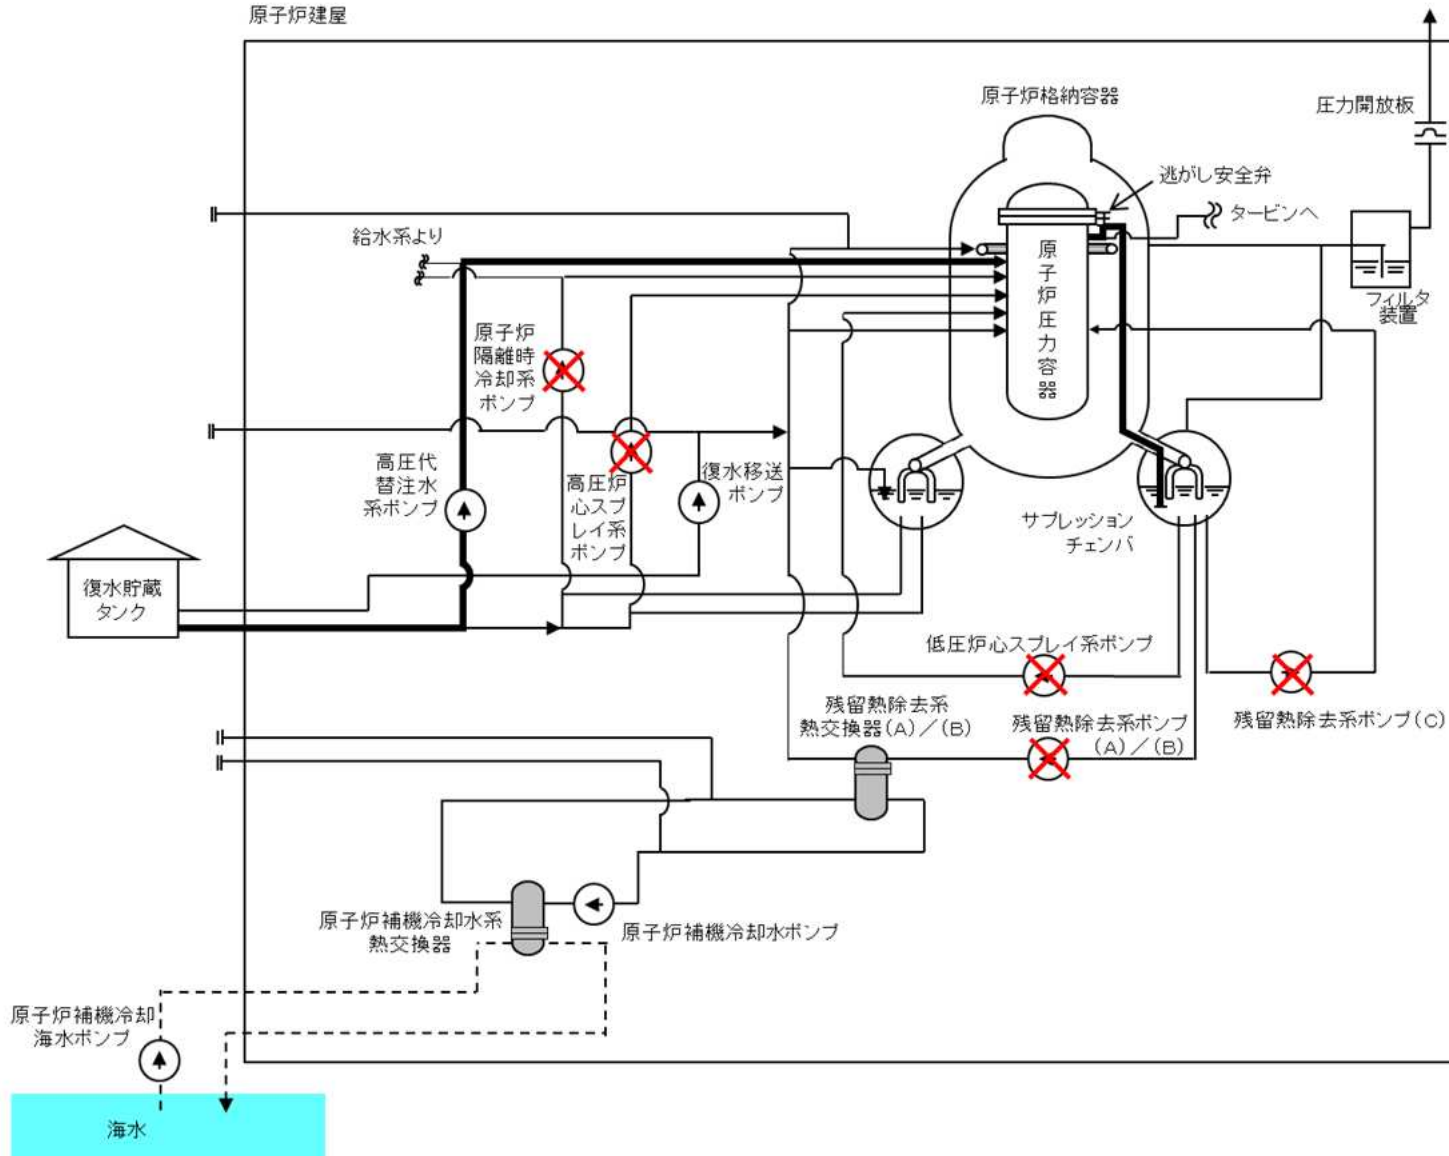 原子炉建屋
原子炉格納容器
圧力開放板
逃がし安全弁
タービンへ
給水系より
原子炉圧力容器
フィルタ
装置
原子炉
隔離時
冷却系
ポンプ
高圧代
替注水
系ポンプ
高圧炉
心スプ
レイ系
ポンプ
復水移送
ポンプ
サプレッション
チェンバ
復水貯蔵
タンク
低圧炉心スプレイ系ポンプ
残留熱除去系
熱交換器(A)／(B)
残留熱除去系ポンプ
(A)／(B)
残留熱除去系ポンプ(C)
原子炉補機冷却水系
熱交換器
原子炉補機冷却水ポンプ
原子炉補機冷却
海水ポンプ
海水